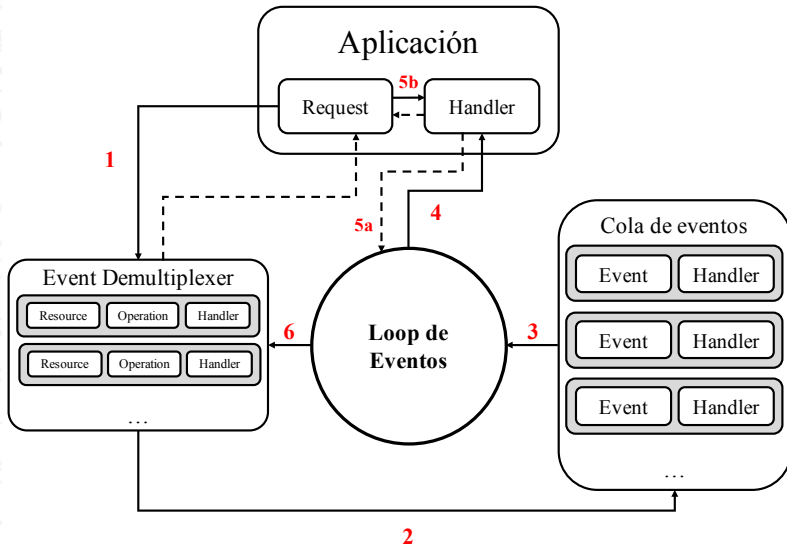 Aplicación
5b
Request
Handler
1
5a
4
Cola de eventos
Event
Handler
Event Demultiplexer
Resource
Operation
Handler
Loop de
Eventos
6
3
Event
Handler
Resource
Operation
Handler
Event
Handler
...
...
2